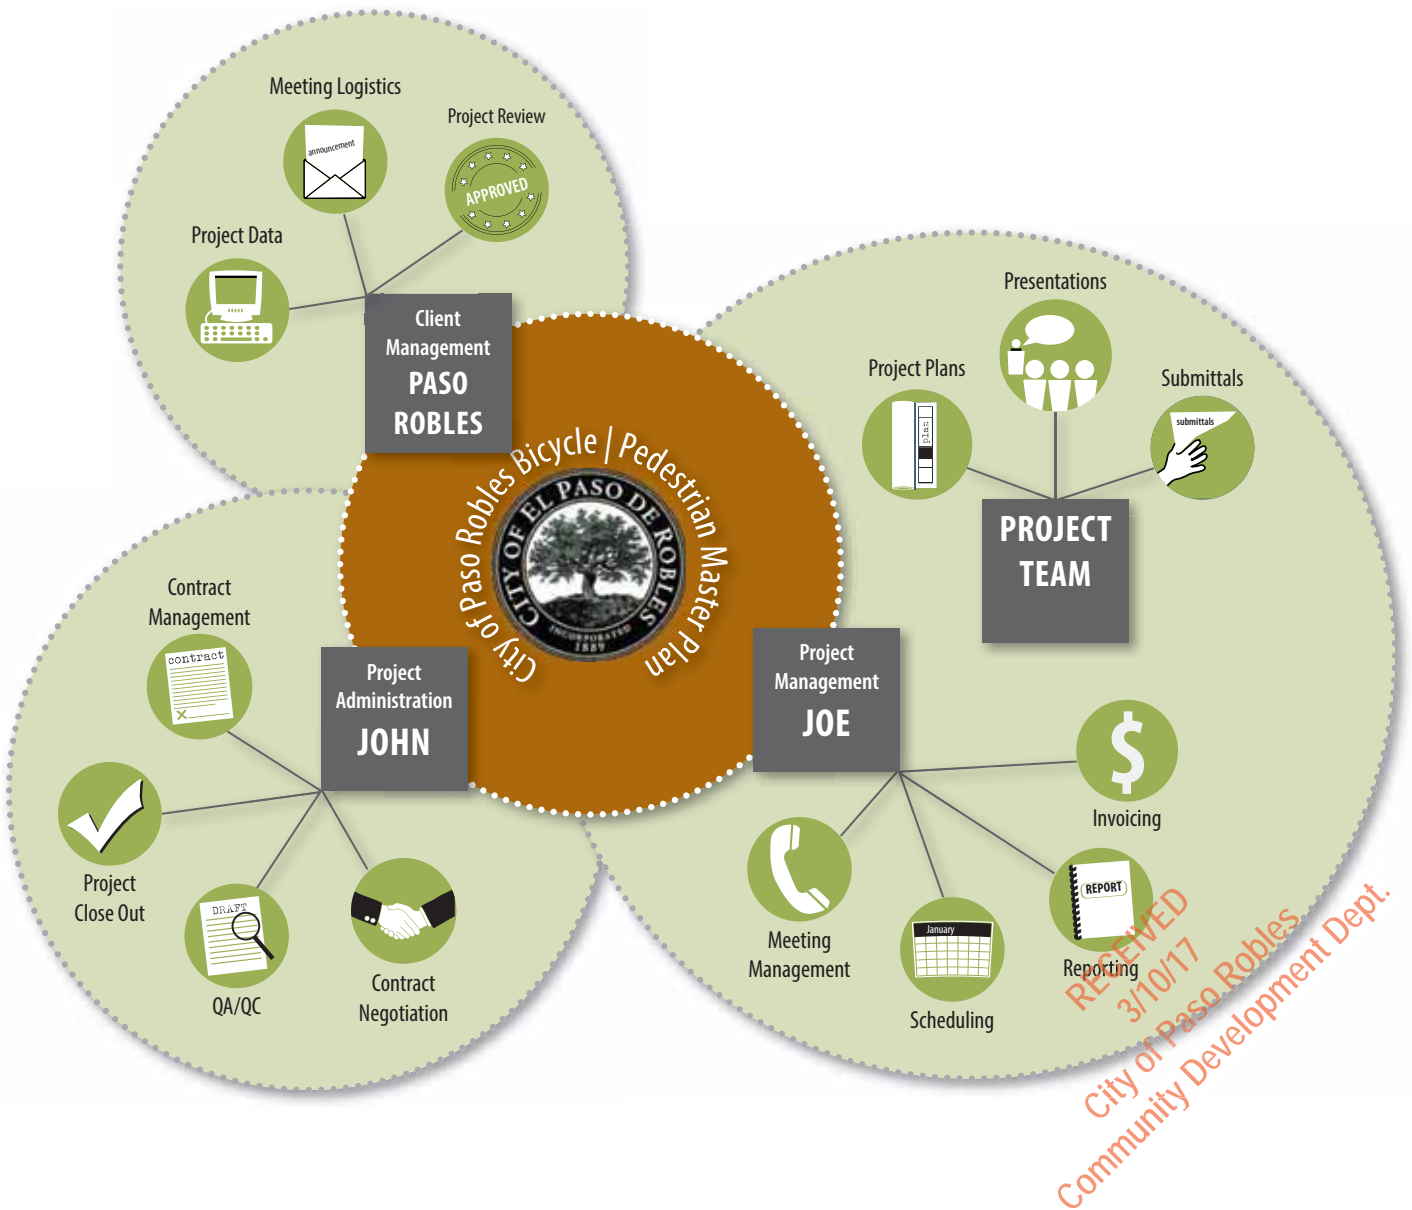 Meeting Logistics
announcement
Project Review
APPROVED
Project Data
Client
Management
PASO
ROBLES
City of Paso Robles Bicycle | Pedestrian Master Plan
CITY OF EL PASO DE ROBLES
INCORPORATED
1889
Presentations
Project Plans
plan
Submittals
submittals
PROJECT
TEAM
Contract
Management
contract
X
Project
Administration
JOHN
Project
Close Out
DRAFT
QA/QC
Contract
Negotiation
Project
Management
JOE
$
Invoicing
Meeting
Management
January
Scheduling
REPORT
Reporting
RECEIVED
3/10/17
City of Paso Robles
Community Development Dept.